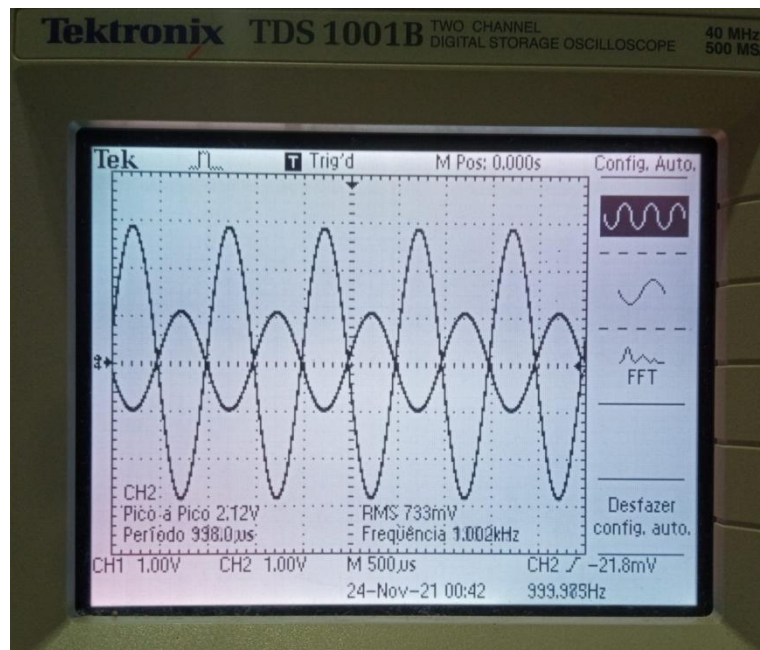 Tektronix TDS 1001B TWO CHANNEL DIGITAL STORAGE OSCILLOSCOPE 40 MHz 500 MS
Tek T Trig'd M Pos: 0.000s Config. Auto.
FFT
CH2
Pico a Pico 2.12V RMS 733mV
Período 998.0µs Freqüência 1.002kHz
Desfazer
config. auto.
CH1 1.00V CH2 1.00V M 500µs CH2 -21.8mV
24-Nov-21 00:42 999.985Hz